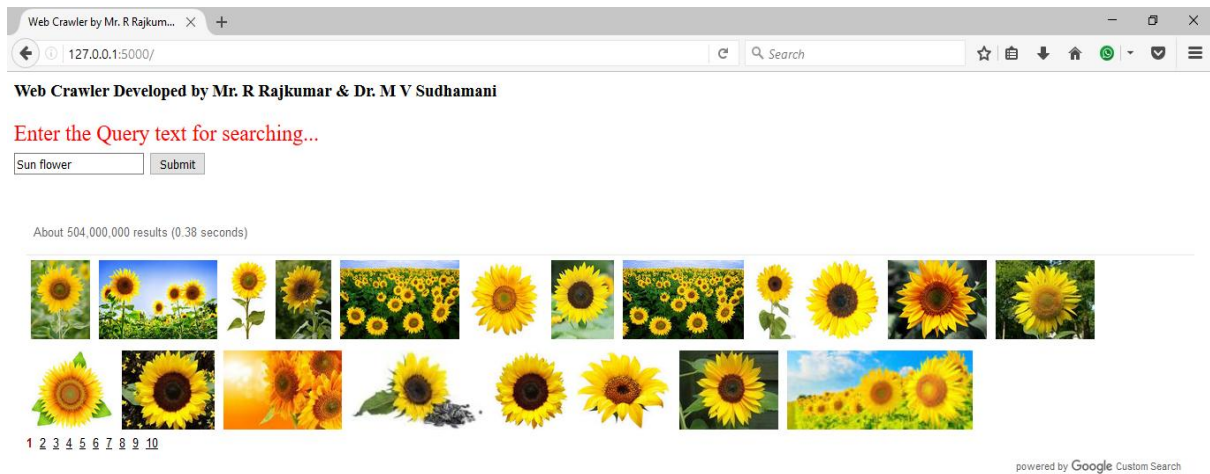 Web Crawler by Mr. R Rajkum...
127.0.0.1:5000/
Search
Web Crawler Developed by Mr. R Rajkumar & Dr. M V Sudhamani
Enter the Query text for searching...
Sun flower Submit
About 504,000,000 results (0.38 seconds)
1 2 3 4 5 6 7 8 9 10
powered by Google Custom Search